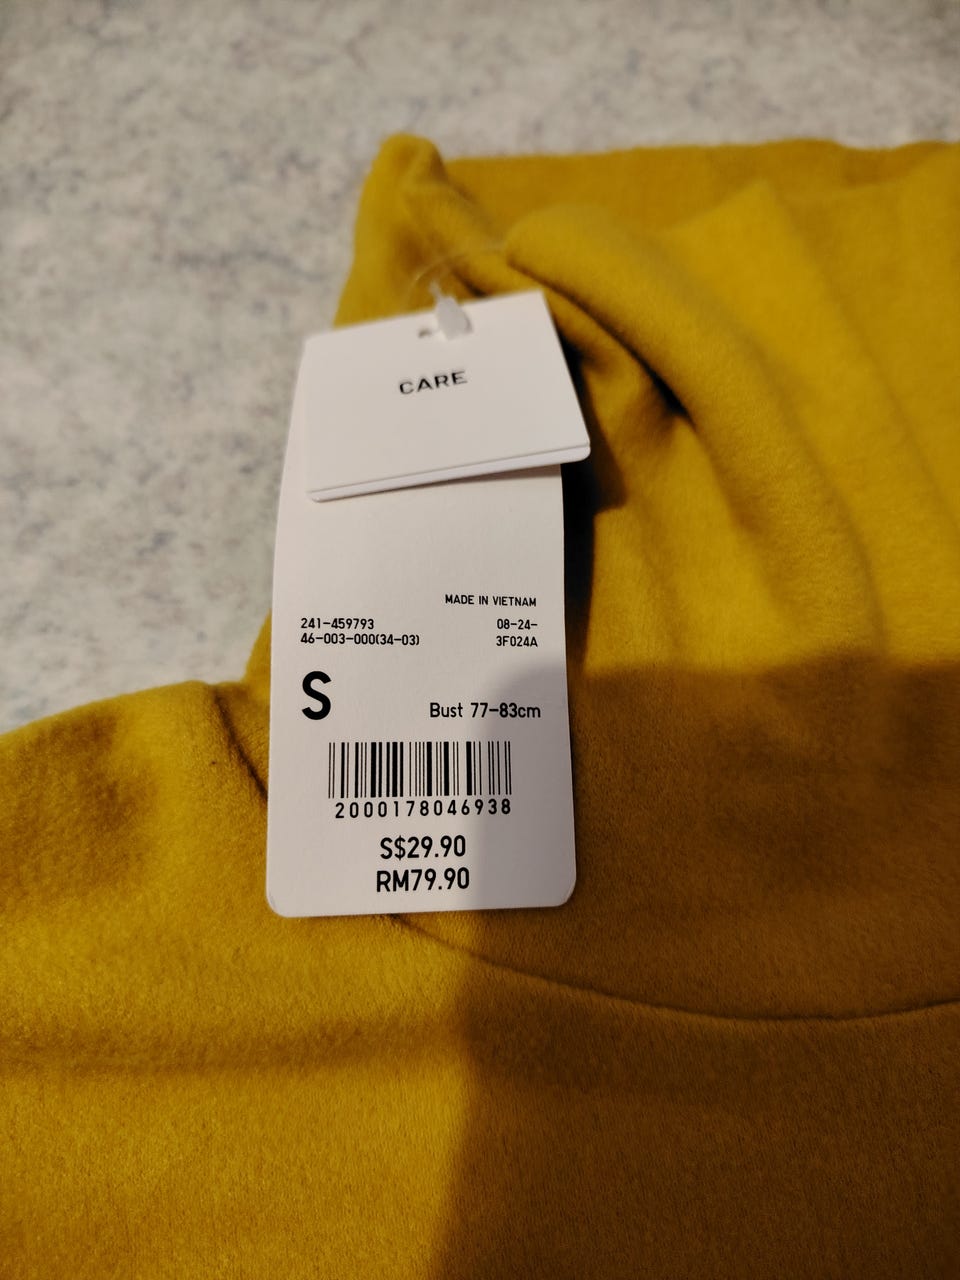 CARE
MADE IN VIETNAM
241-459793 08-24-
46-003-000(34-03) 3F024A
S Bust 77-83cm
2000178046938
S$29.90
RM79.90